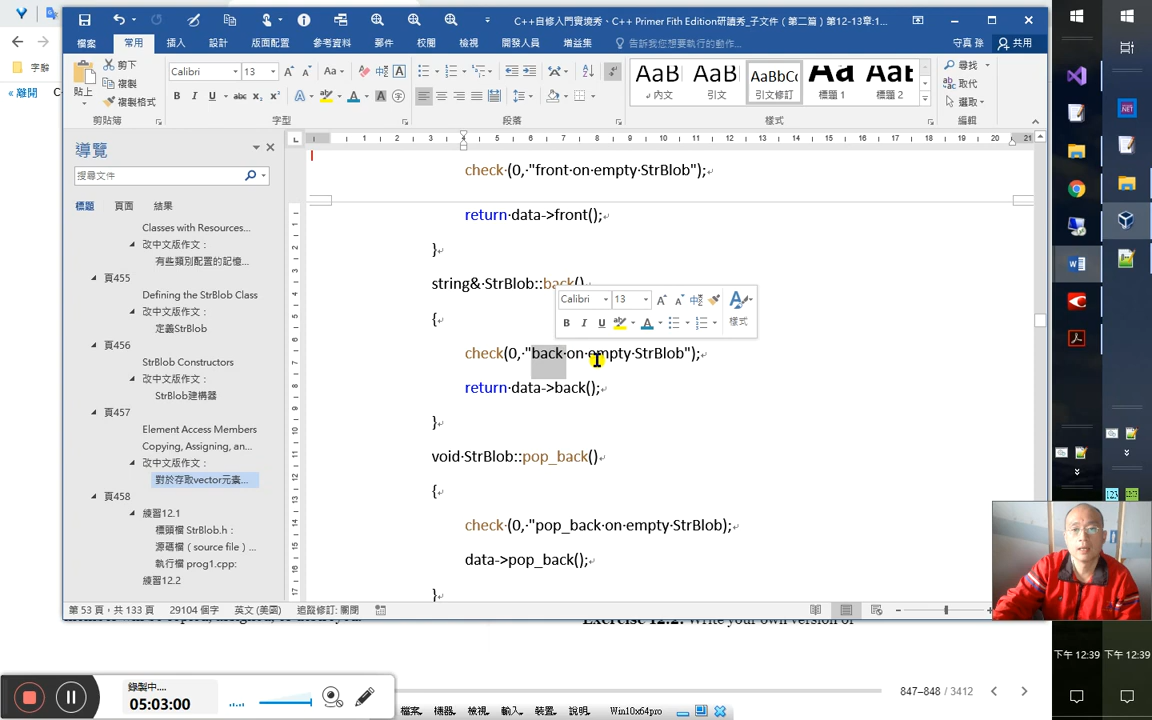 C++自修入門實境秀、C++ Primer Fith Edition研讀秀_子文件（第二篇）第12-13章:1...
檔案
常用
插入
設計
版面配置
參考資料
郵件
校閱
檢視
開發人員
增益集
告訴我您想要執行的動作...
守真 孫
共用
字齡
« 離開
貼上
剪下
複製
複製格式
剪貼簿
Calibri
13
字型
段落
AaBbC
內文
AaBbC
引文
AaBbCc
引文修訂
標題 1
標題 2
樣式
尋找
取代
選取
編輯
導覽
搜尋文件
標題
頁面
結果
Classes with Resources...
改中文版作文：
有些類別配置的記憶...
頁455
Defining the StrBlob Class
改中文版作文：
定義StrBlob
頁456
StrBlob Constructors
改中文版作文：
StrBlob建構器
頁457
Element Access Members
Copying, Assigning, an...
改中文版作文：
對於存取vector元素...
頁458
練習12.1
標頭檔 StrBlob.h：
源碼檔（source file）...
執行檔 prog1.cpp:
練習12.2
check (0, "front on empty StrBlob");
return data->front();
}
string& StrBlob::back()
{
Calibri
13
樣式
check(0, "back on empty StrBlob");
return data->back();
}
void StrBlob::pop_back()
{
check (0, "pop_back on empty StrBlob);
data->pop_back();
}
第 53 頁，共 133 頁
29104 個字
英文 (美國)
追蹤修訂: 關閉
Exercise 12.2: Write your own version of
下午 12:39
下午 12:39
錄製中....
05:03:00
847–848 / 3412
檔案
機器
檢視
輸入
裝置
說明
Win10x64pro